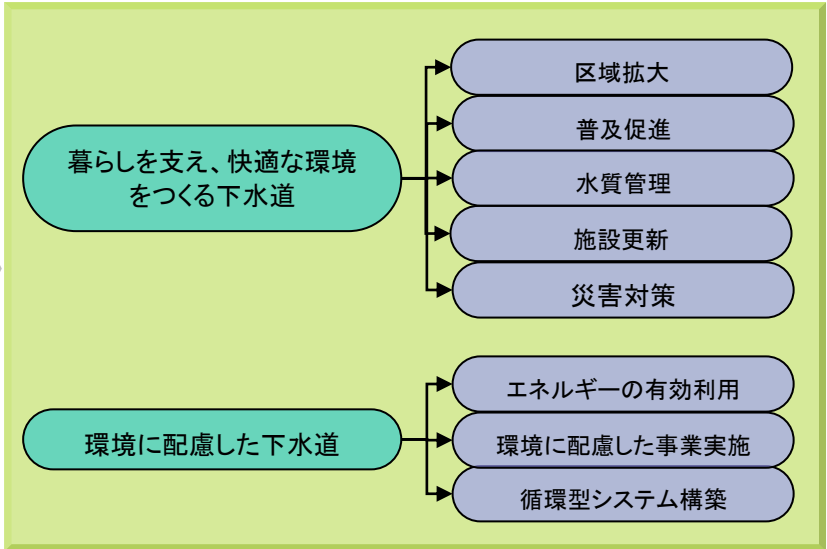 暮らしを支え、快適な環境
をつくる下水道
区域拡大
普及促進
水質管理
施設更新
災害対策
環境に配慮した下水道
エネルギーの有効利用
環境に配慮した事業実施
循環型システム構築